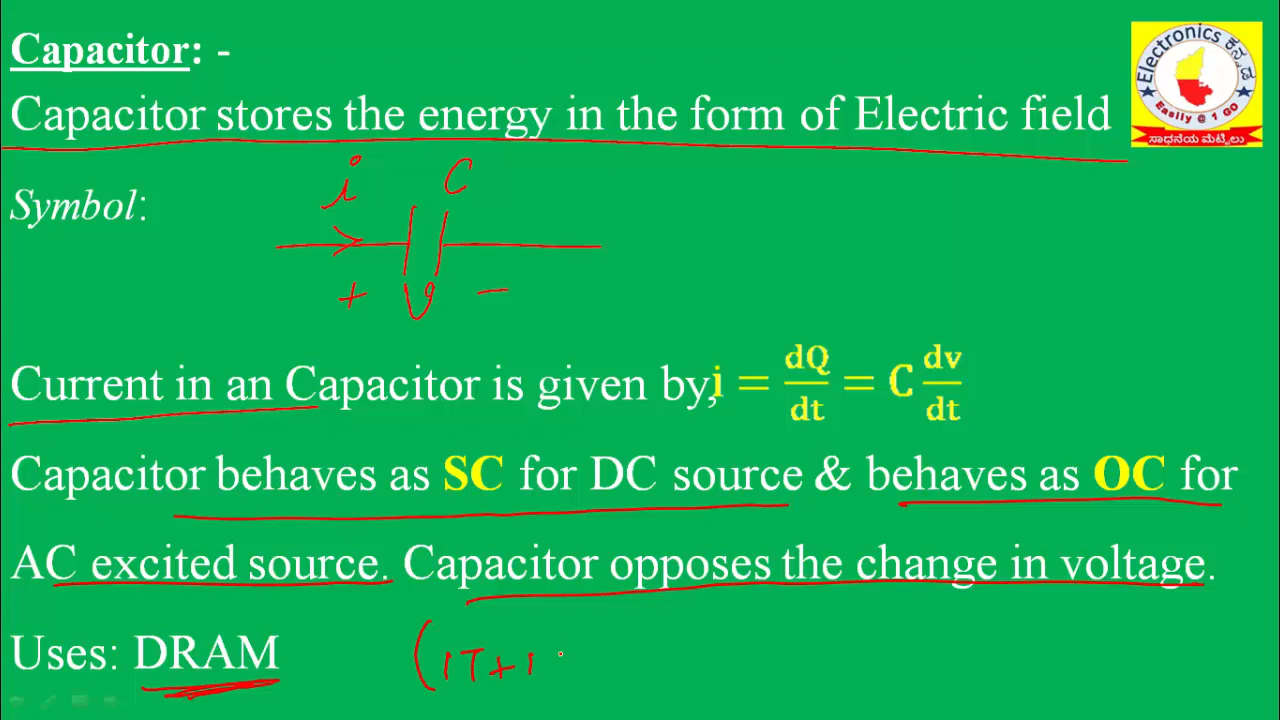 Capacitor: -
Capacitor stores the energy in the form of Electric field
Electronics ಕನ್ನಡ
Easily @ 1 GO
ಸಾಧನೆಯ ಮೆಟ್ಟಿಲು
i C
Symbol:
+ V -
Current in an Capacitor is given by, i = dQ/dt = C dv/dt
Capacitor behaves as SC for DC source & behaves as OC for
AC excited source. Capacitor opposes the change in voltage.
Uses: DRAM (1T+1